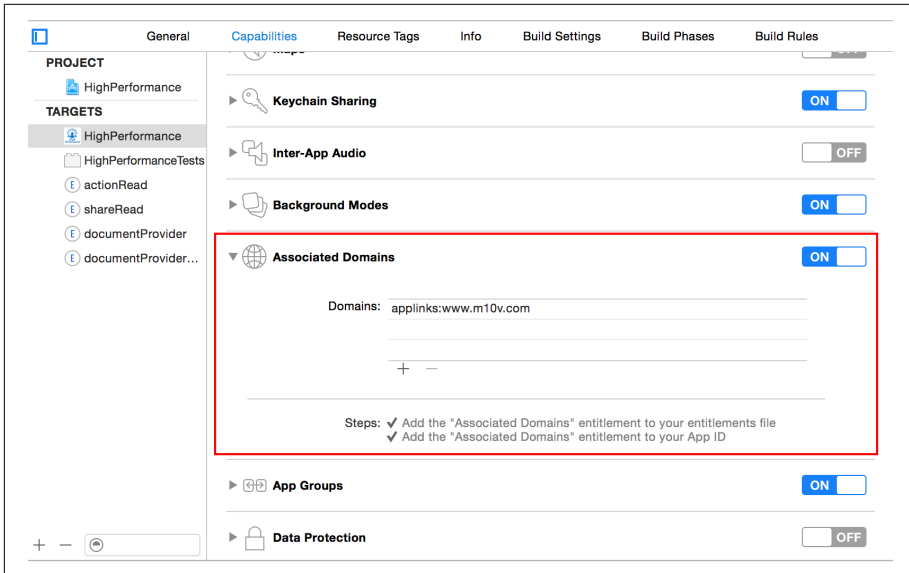 General Capabilities Resource Tags Info Build Settings Build Phases Build Rules
PROJECT
HighPerformance
TARGETS
HighPerformance
HighPerformanceTests
E actionRead
E shareRead
E documentProvider
E documentProvider...
Maps OFF
Keychain Sharing ON
Inter-App Audio OFF
Background Modes ON
Associated Domains ON
Domains: applinks:www.m10v.com
Steps: ✔ Add the "Associated Domains" entitlement to your entitlements file
✔ Add the "Associated Domains" entitlement to your App ID
App Groups ON
Data Protection OFF